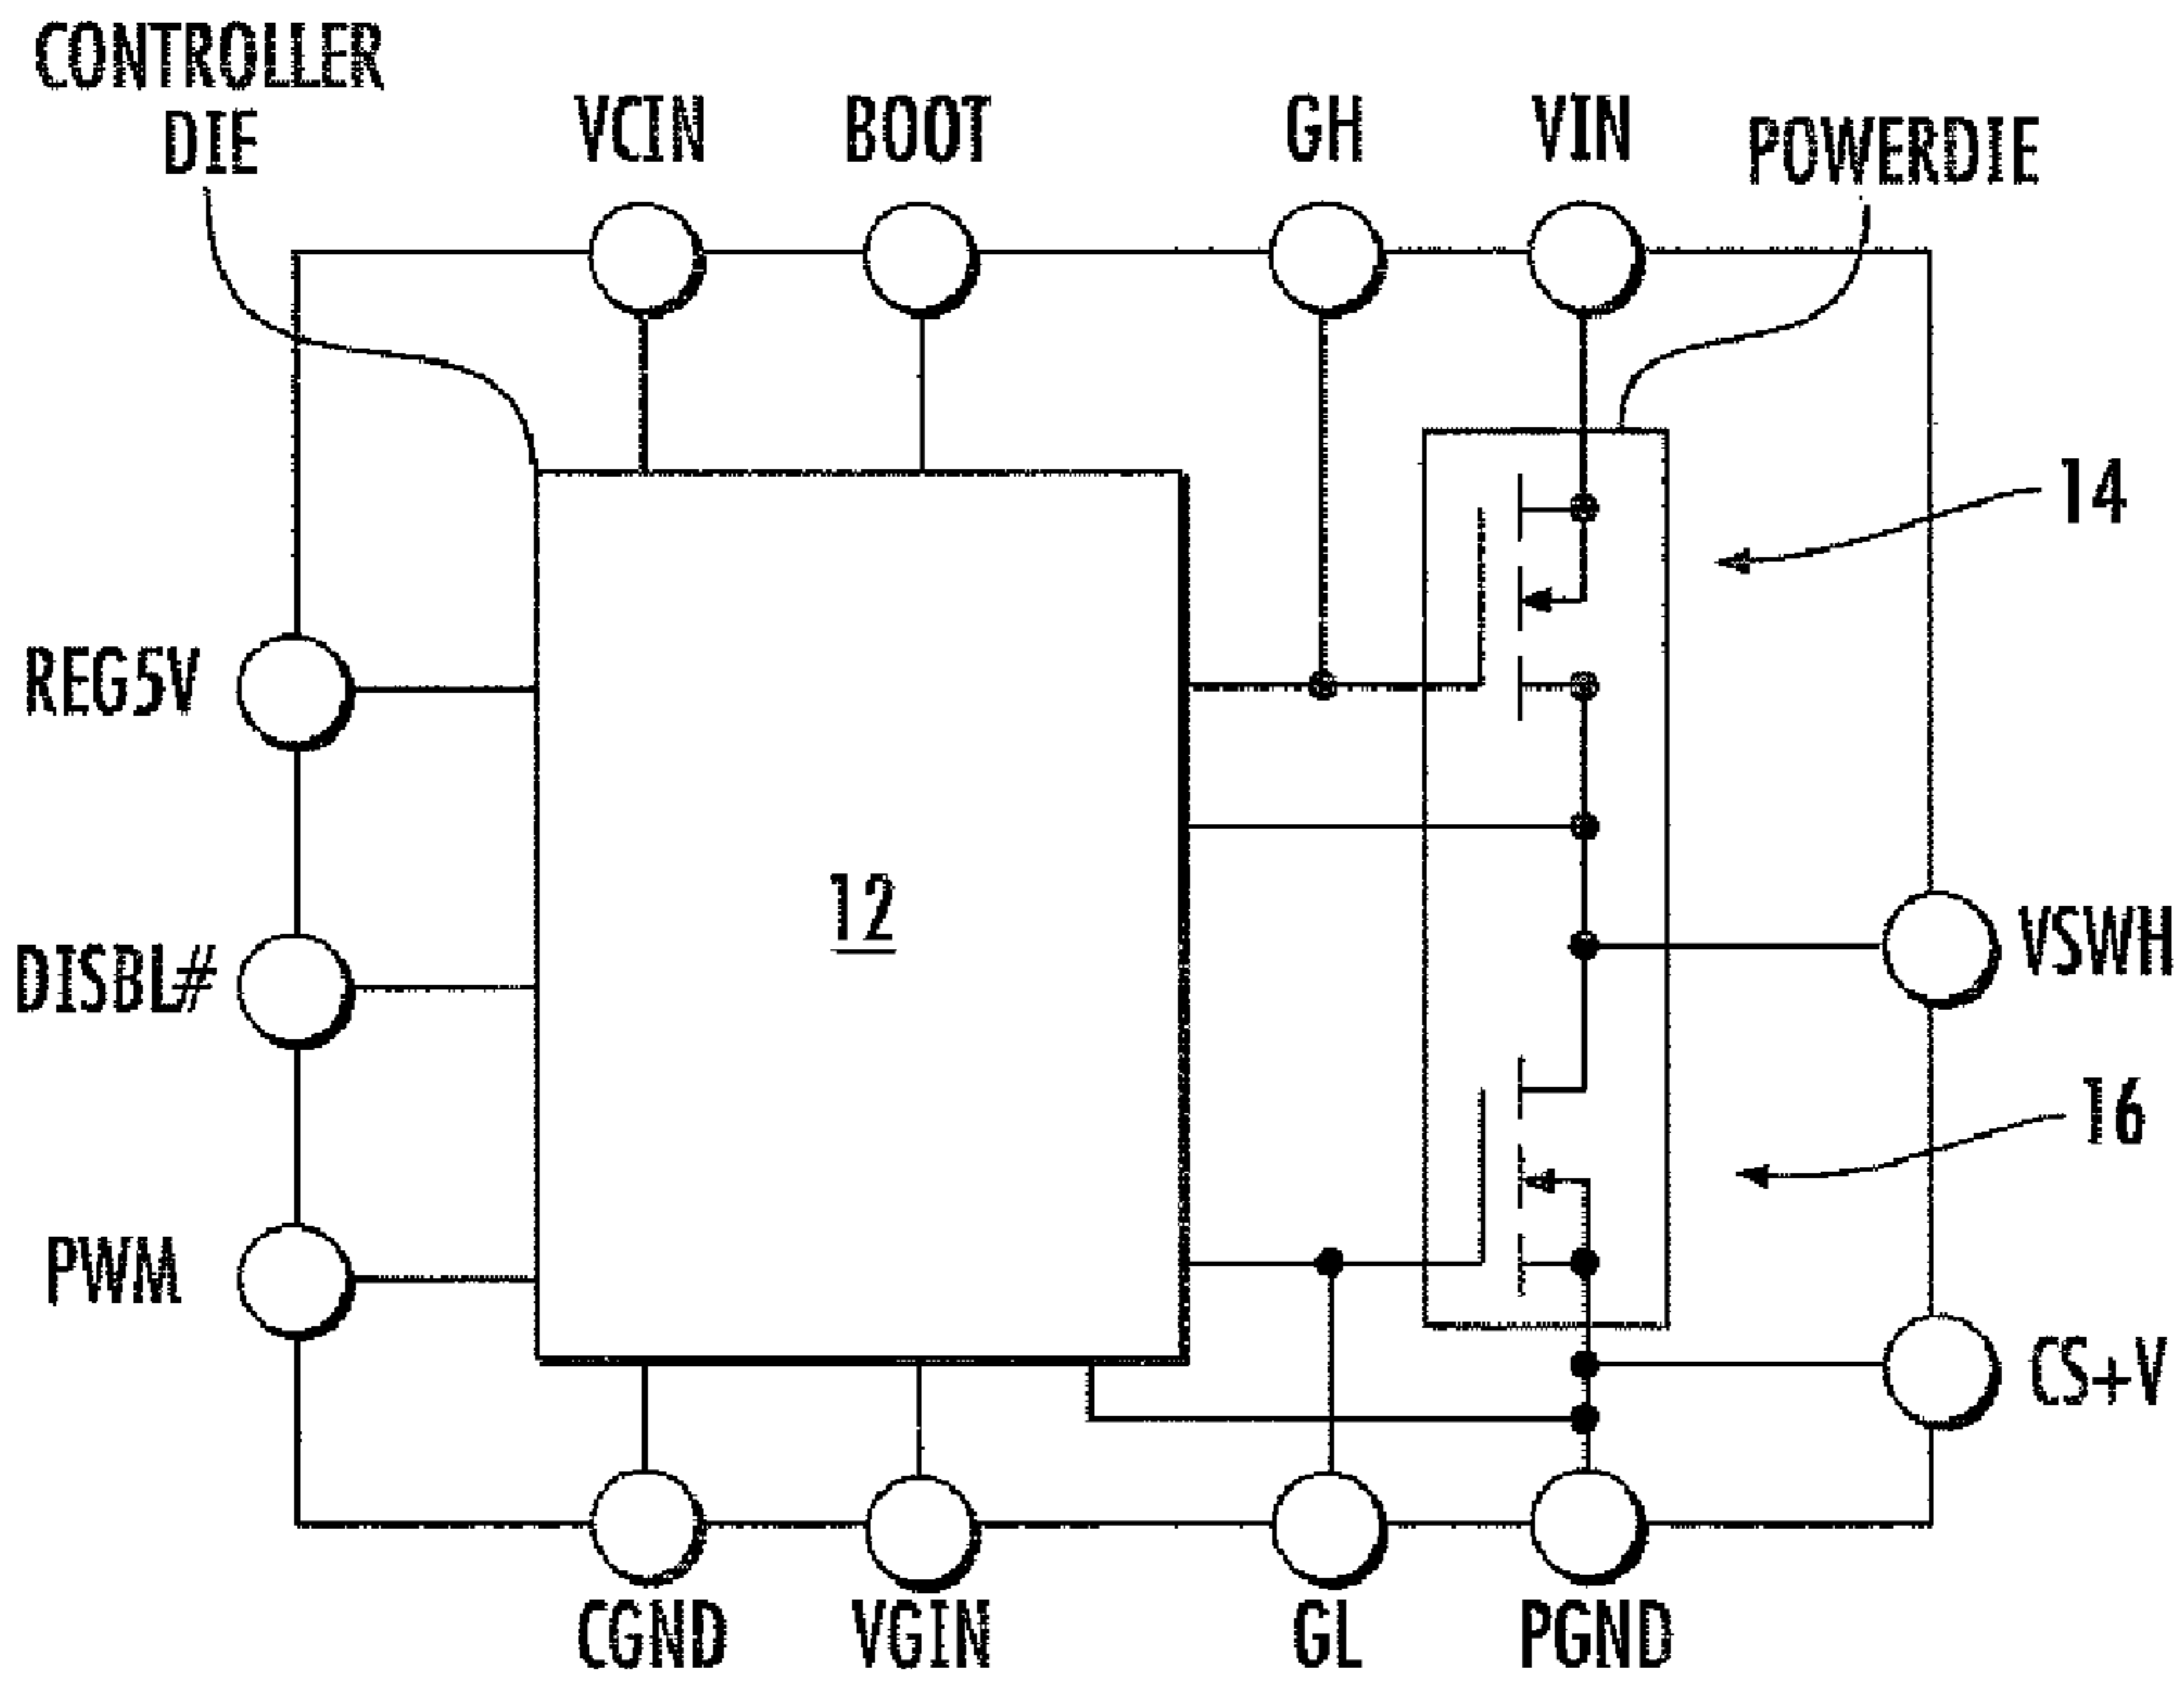 CONTROLLER
DIE
VCIN
BOOT
GH
VIN
POWERDIE
14
REG5V
12
DISBL#
VSWH
16
PWM
CS+V
CGND
VGIN
GL
PGND